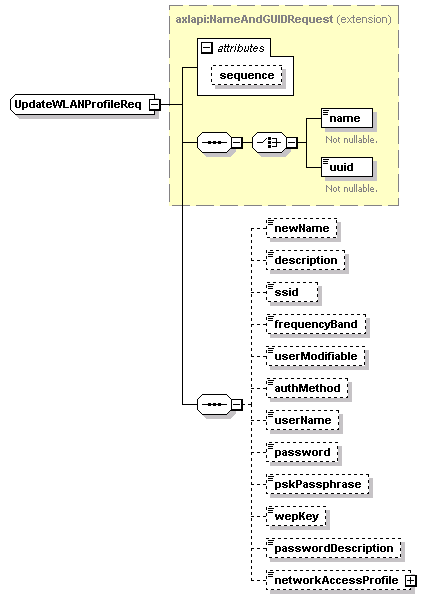 axlapi:NameAndGUIDRequest (extension)
attributes
sequence
UpdateWLANProfileReq
name
Not nullable.
uuid
Not nullable.
newName
description
ssid
frequencyBand
userModifiable
authMethod
userName
password
pskPassphrase
wepKey
passwordDescription
networkAccessProfile